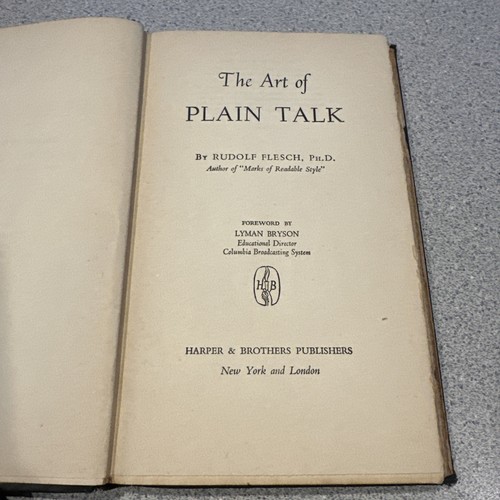 The Art of
PLAIN TALK
By RUDOLF FLESCH, Ph.D.
Author of "Marks of Readable Style"
FOREWORD BY
LYMAN BRYSON
Educational Director
Columbia Broadcasting System
H B
HARPER & BROTHERS PUBLISHERS
New York and London